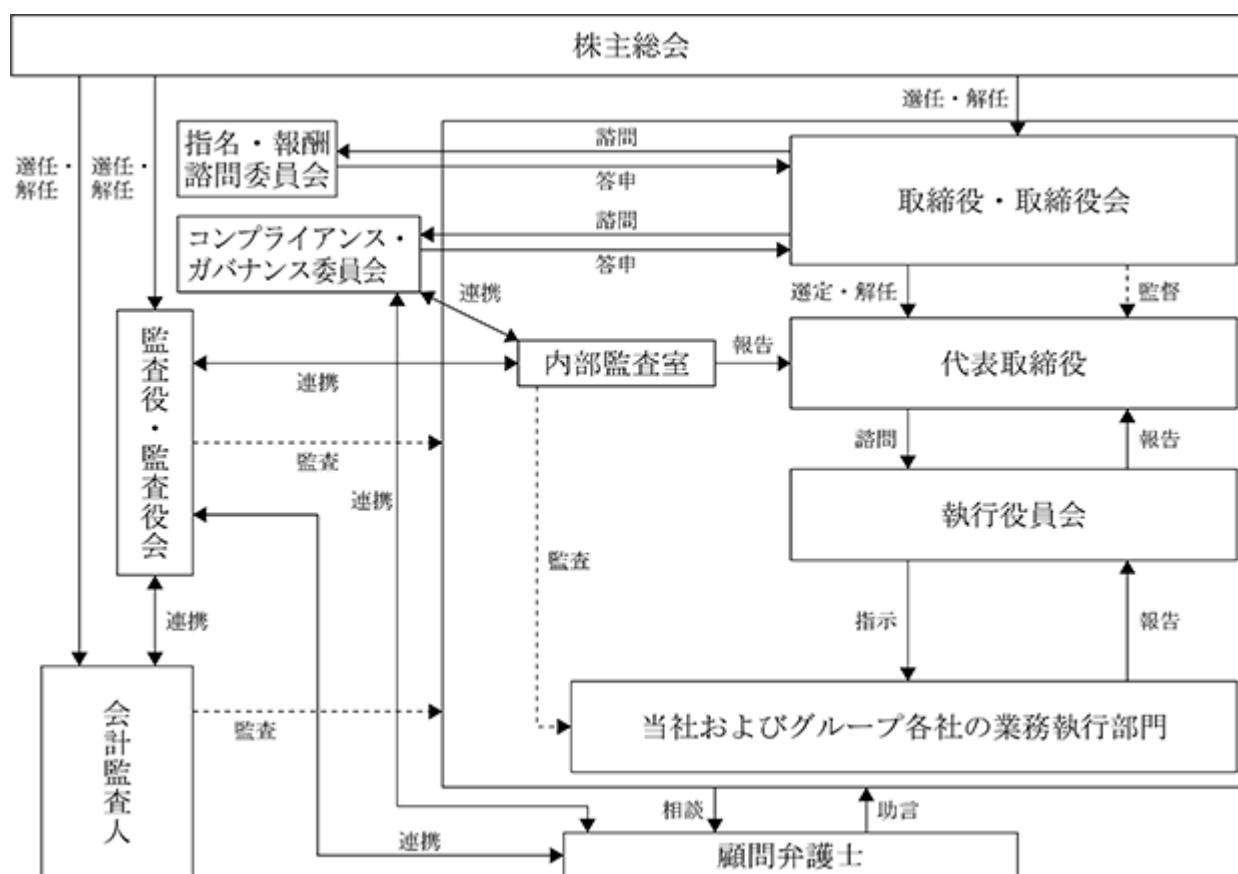 株主総会
選任・解任
選任・
解任
選任・
解任
指名・報酬
諮問委員会
諮問
答申
取締役・取締役会
コンプライアンス・
ガバナンス委員会
諮問
答申
連携
選定・解任
監督
監査役・監査役会
連携
内部監査室
報告
代表取締役
監査
連携
諮問
報告
執行役員会
監査
連携
指示
報告
会計監査人
監査
当社およびグループ各社の業務執行部門
相談
助言
連携
顧問弁護士